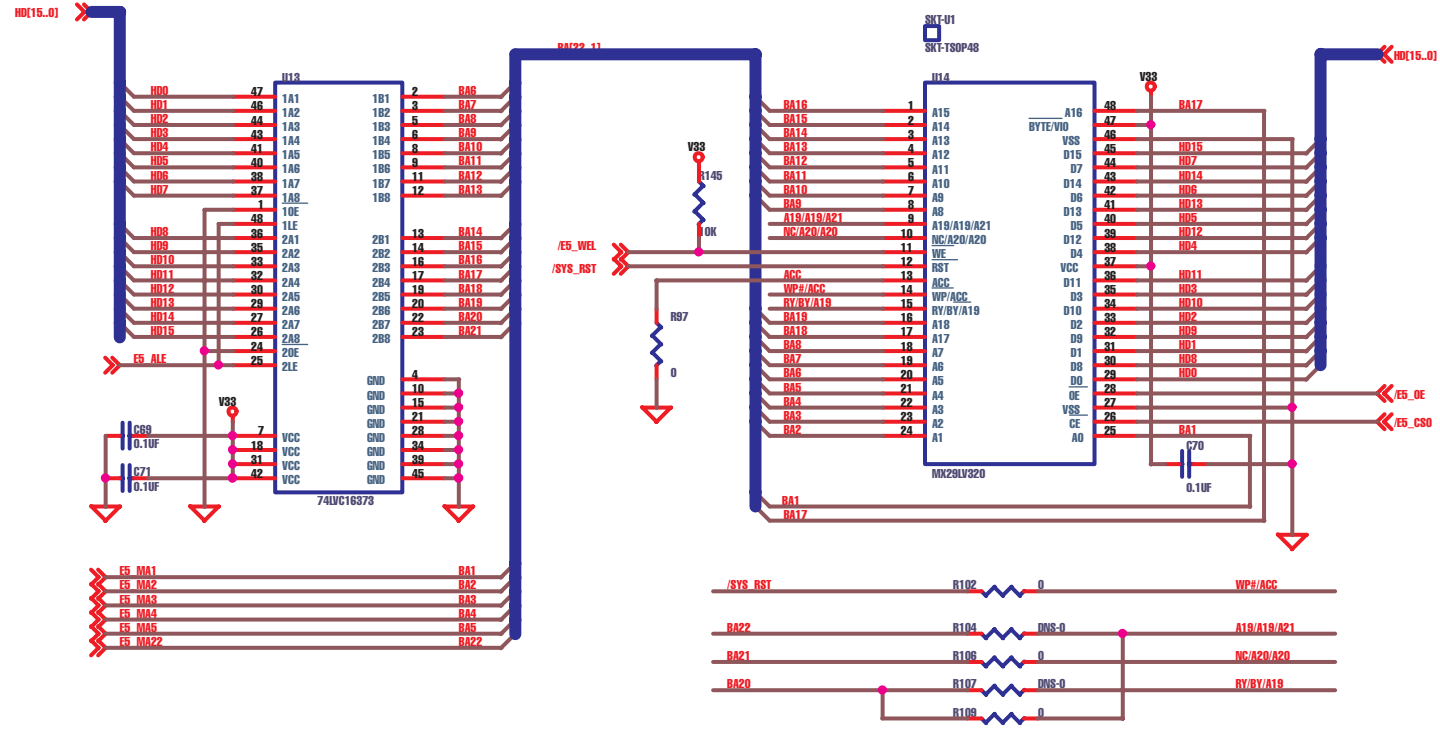 HD[15..0]
SKT-U1
SKT-TSOP48
BA[22..1]
HD[15..0]
U13
HD0 47 1A1 1B1 2 BA6
HD1 46 1A2 1B2 3 BA7
HD2 44 1A3 1B3 5 BA8
HD3 43 1A4 1B4 6 BA9
HD4 41 1A5 1B5 8 BA10
HD5 40 1A6 1B6 9 BA11
HD6 38 1A7 1B7 11 BA12
HD7 37 1A8 1B8 12 BA13
1 1OE
48 1LE
HD8 36 2A1 2B1 13 BA14
HD9 35 2A2 2B2 14 BA15
HD10 33 2A3 2B3 16 BA16
HD11 32 2A4 2B4 17 BA17
HD12 30 2A5 2B5 19 BA18
HD13 29 2A6 2B6 20 BA19
HD14 27 2A7 2B7 22 BA20
HD15 26 2A8 2B8 23 BA21
24 2OE
E5_ALE 25 2LE
GND 4
GND 10
GND 15
GND 21
V33
C69
0.1UF
7 VCC GND 28
18 VCC GND 34
31 VCC GND 39
42 VCC GND 45
C71
0.1UF
74LVC16373
V33
R145
10K
/E5_WEL
/SYS_RST
R97
0
U14
V33
BA16 1 A15 A16 48 BA17
BA15 2 A14 BYTE/VIO 47
BA14 3 A13 VSS 46
BA13 4 A12 D15 45 HD15
BA12 5 A11 D7 44 HD7
BA11 6 A10 D14 43 HD14
BA10 7 A9 D6 42 HD6
BA9 8 A8 D13 41 HD13
A19/A19/A21 9 A19/A19/A21 D5 40 HD5
NC/A20/A20 10 NC/A20/A20 D12 39 HD12
11 WE D4 38 HD4
12 RST VCC 37
ACC 13 ACC D11 36 HD11
WP#/ACC 14 WP/ACC D3 35 HD3
RY/BY/A19 15 RY/BY/A19 D10 34 HD10
BA19 16 A18 D2 33 HD2
BA18 17 A17 D9 32 HD9
BA8 18 A7 D1 31 HD1
BA7 19 A6 D8 30 HD8
BA6 20 A5 D0 29 HD0
BA5 21 A4 OE 28 /E5_OE
BA4 22 A3 VSS 27
BA3 23 A2 CE 26 /E5_CS0
BA2 24 A1 A0 25 BA1
C70
0.1UF
MX29LV320
BA1
BA17
E5_MA1 BA1
E5_MA2 BA2
E5_MA3 BA3
E5_MA4 BA4
E5_MA5 BA5
E5_MA22 BA22
/SYS_RST R102 0 WP#/ACC
BA22 R104 DNS-0 A19/A19/A21
BA21 R106 0 NC/A20/A20
BA20 R107 DNS-0 RY/BY/A19
R109 0